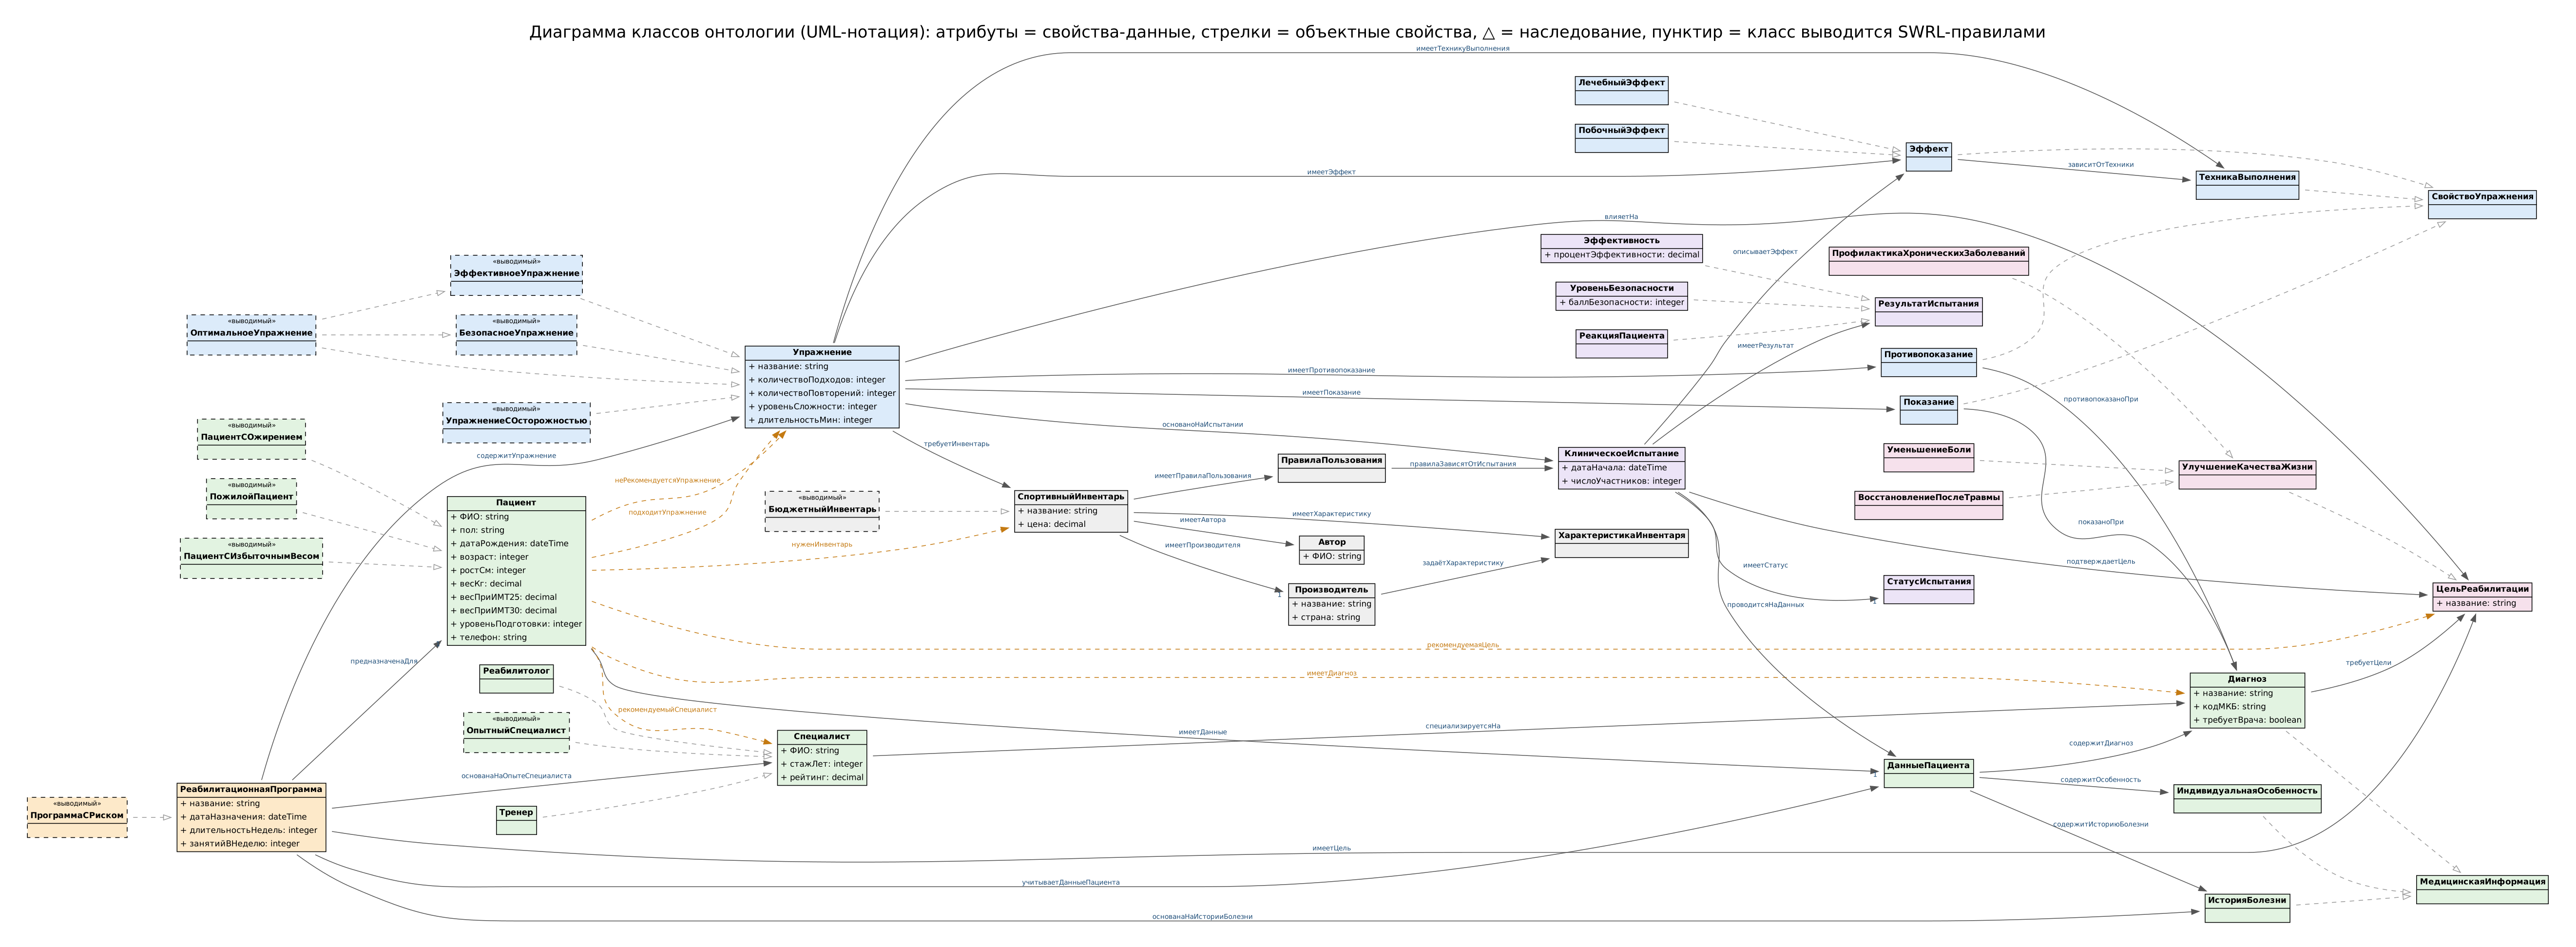 Диаграмма классов онтологии (UML-нотация): атрибуты = свойства-данные, стрелки = объектные свойства, △ = наследование, пунктир = класс выводится SWRL-правилами
имеетТехникуВыполнения
ЛечебныйЭффект
ПобочныйЭффект
Эффект
зависитОтТехники
имеетЭффект
ТехникаВыполнения
СвойствоУпражнения
влияетНа
Эффективность
+ процентЭффективности: decimal
описываетЭффект
ПрофилактикаХроническихЗаболеваний
«выводимый»
ЭффективноеУпражнение
УровеньБезопасности
+ баллБезопасности: integer
РезультатИспытания
«выводимый»
ОптимальноеУпражнение
«выводимый»
БезопасноеУпражнение
РеакцияПациента
имеетРезультат
Упражнение
+ название: string
+ количествоПодходов: integer
+ количествоПовторений: integer
+ уровеньСложности: integer
+ длительностьМин: integer
Противопоказание
имеетПротивопоказание
имеетПоказание
Показание
противопоказаноПри
«выводимый»
УпражнениеСОсторожностью
«выводимый»
ПациентСОжирением
основаноНаИспытании
требуетИнвентарь
содержитУпражнение
УменьшениеБоли
КлиническоеИспытание
+ датаНачала: dateTime
+ числоУчастников: integer
ПравилаПользования
правилаЗависятОтИспытания
имеетПравилаПользования
УлучшениеКачестваЖизни
неРекомендуетсяУпражнение
«выводимый»
ПожилойПациент
«выводимый»
БюджетныйИнвентарь
СпортивныйИнвентарь
+ название: string
+ цена: decimal
ВосстановлениеПослеТравмы
Пациент
+ ФИО: string
+ пол: string
+ датаРождения: dateTime
+ возраст: integer
+ ростСм: integer
+ весКг: decimal
+ весПриИМТ25: decimal
+ весПриИМТ30: decimal
+ уровеньПодготовки: integer
+ телефон: string
подходитУпражнение
имеетХарактеристику
имеетАвтора
показаноПри
«выводимый»
ПациентСИзбыточнымВесом
нуженИнвентарь
имеетПроизводителя
Автор
+ ФИО: string
ХарактеристикаИнвентаря
задаётХарактеристику
имеетСтатус
подтверждаетЦель
СтатусИспытания
1
Производитель
+ название: string
+ страна: string
1
ЦельРеабилитации
+ название: string
проводитсяНаДанных
рекомендуемаяЦель
предназначенаДля
требуетЦели
Реабилитолог
имеетДиагноз
Диагноз
+ название: string
+ кодМКБ: string
+ требуетВрача: boolean
рекомендуемыйСпециалист
«выводимый»
ОпытныйСпециалист
специализируетсяНа
имеетДанные
Специалист
+ ФИО: string
+ стажЛет: integer
+ рейтинг: decimal
содержитДиагноз
основанаНаОпытеСпециалиста
ДанныеПациента
1
содержитОсобенность
РеабилитационнаяПрограмма
+ название: string
+ датаНазначения: dateTime
+ длительностьНедель: integer
+ занятийВНеделю: integer
«выводимый»
ПрограммаСРиском
Тренер
ИндивидуальнаяОсобенность
содержитИсториюБолезни
имеетЦель
учитываетДанныеПациента
МедицинскаяИнформация
ИсторияБолезни
основанаНаИсторииБолезни